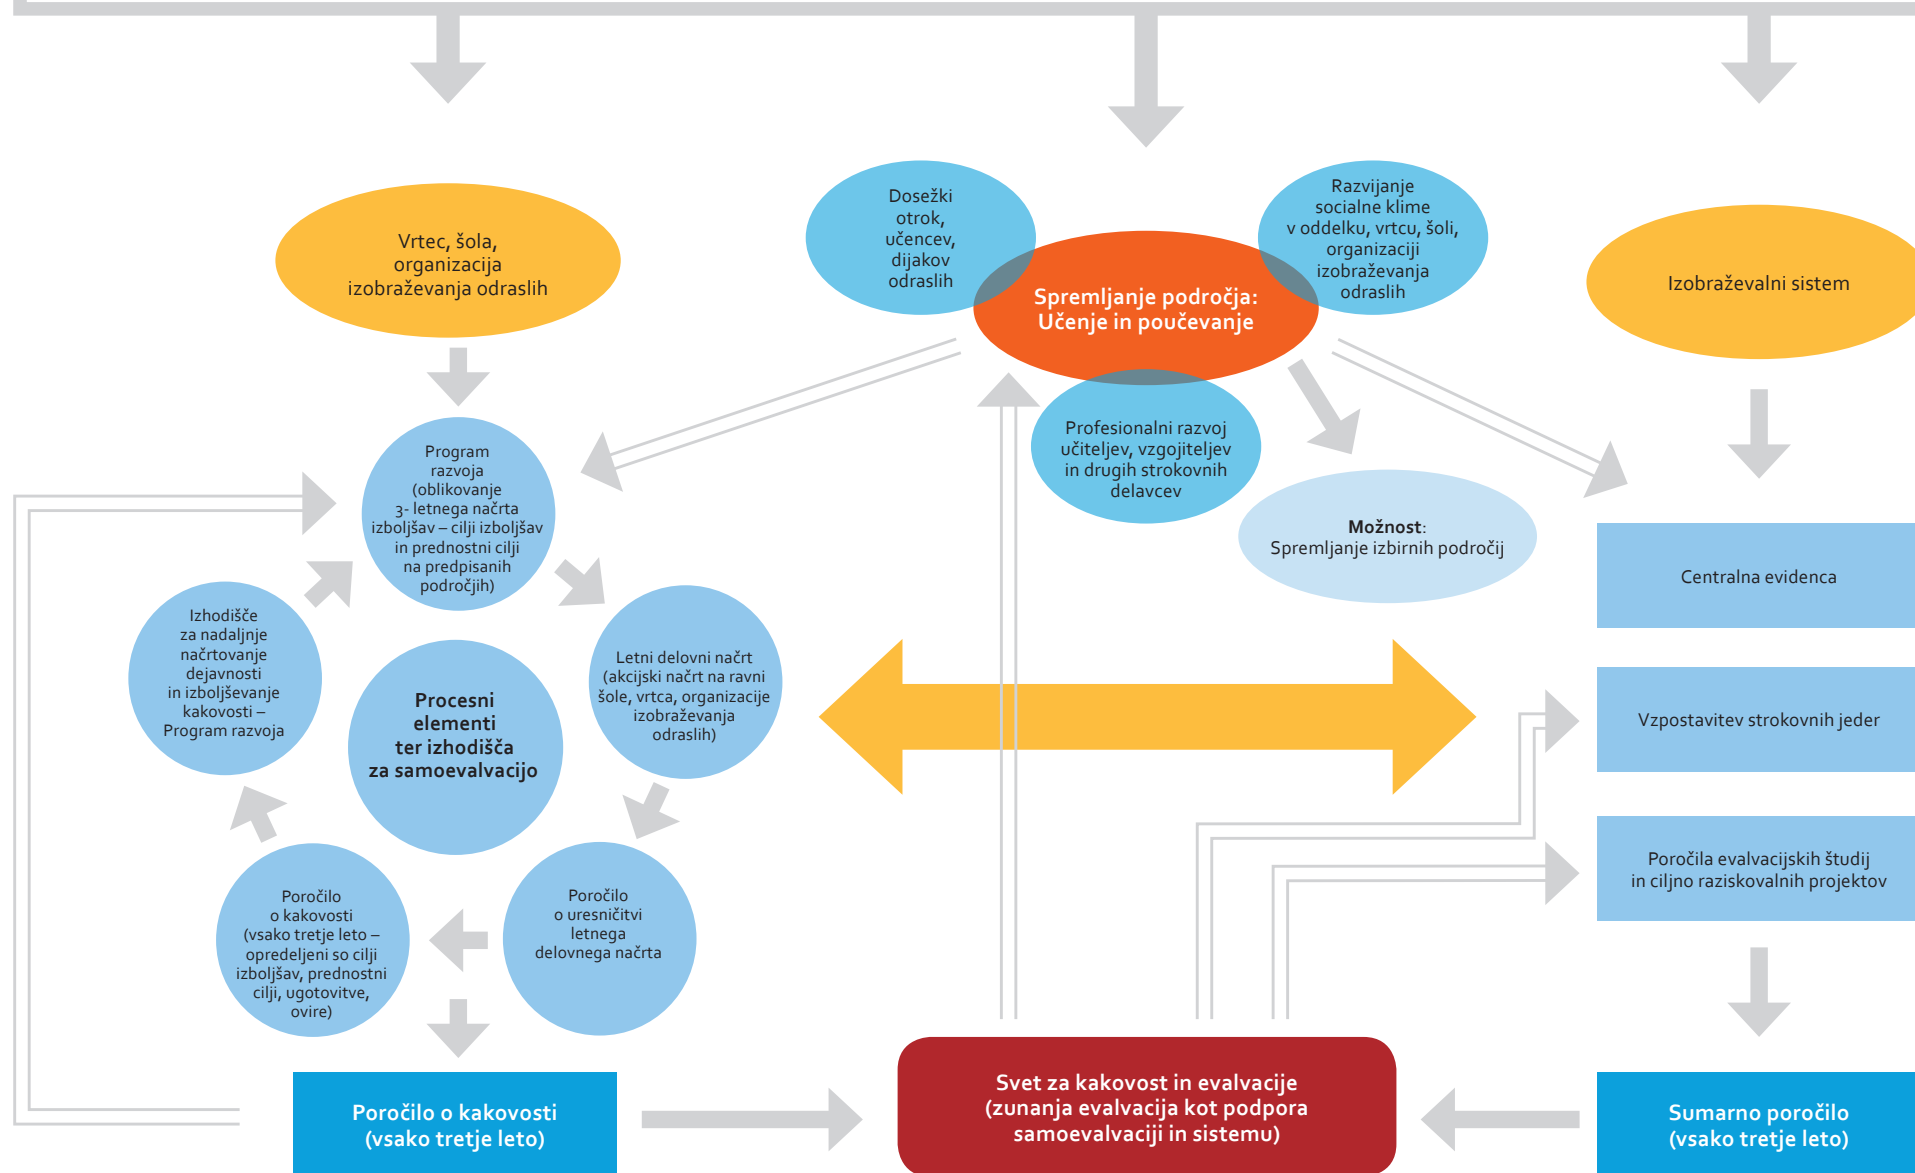 Vrtec, šola,
organizacija
izobraževanja odraslih
Dosežki
otrok,
učencev,
dijakov
odraslih
Razvijanje
socialne klime
v oddelku, vrtcu, šoli,
organizaciji
izobraževanja
odraslih
Spremljanje področja:
Učenje in poučevanje
Profesionalni razvoj
učiteljev, vzgojiteljev
in drugih strokovnih
delavcev
Možnost:
Spremljanje izbirnih področij
Izobraževalni sistem
Program
razvoja
(oblikovanje
3- letnega načrta
izboljšav – cilji izboljšav
in prednostni cilji
na predpisanih
področjih)
Letni delovni načrt
(akcijski načrt na ravni
šole, vrtca, organizacije
izobraževanja
odraslih)
Poročilo
o uresničitvi
letnega
delovnega načrta
Poročilo
o kakovosti
(vsako tretje leto –
opredeljeni so cilji
izboljšav, prednostni
cilji, ugotovitve,
ovire)
Izhodišče
za nadaljnje
načrtovanje
dejavnosti
in izboljševanje
kakovosti –
Program razvoja
Procesni
elementi
ter izhodišča
za samoevalvacijo
Centralna evidenca
Vzpostavitev strokovnih jeder
Poročila evalvacijskih študij
in ciljno raziskovalnih projektov
Poročilo o kakovosti
(vsako tretje leto)
Svet za kakovost in evalvacije
(zunanja evalvacija kot podpora
samoevalvaciji in sistemu)
Sumarno poročilo
(vsako tretje leto)